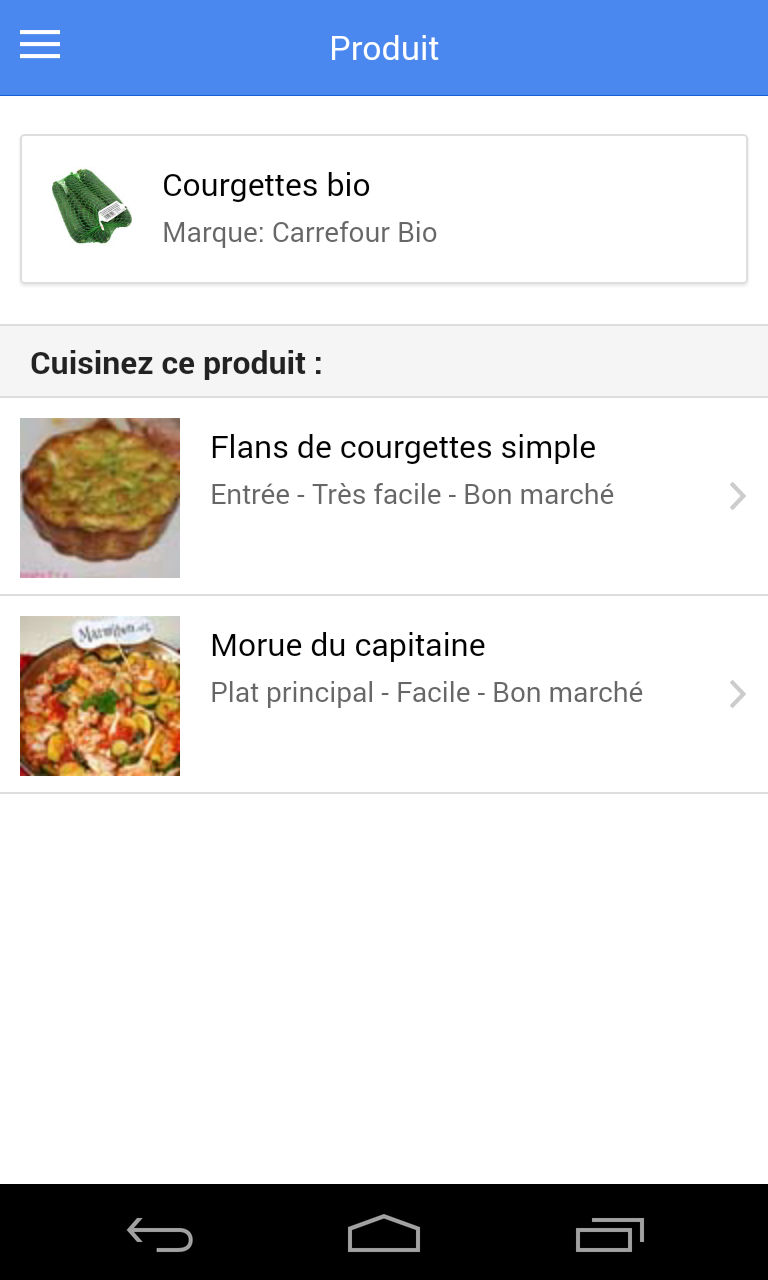 Produit
Courgettes bio
Marque: Carrefour Bio
Cuisinez ce produit :
Flans de courgettes simple
Entrée - Très facile - Bon marché
Morue du capitaine
Plat principal - Facile - Bon marché